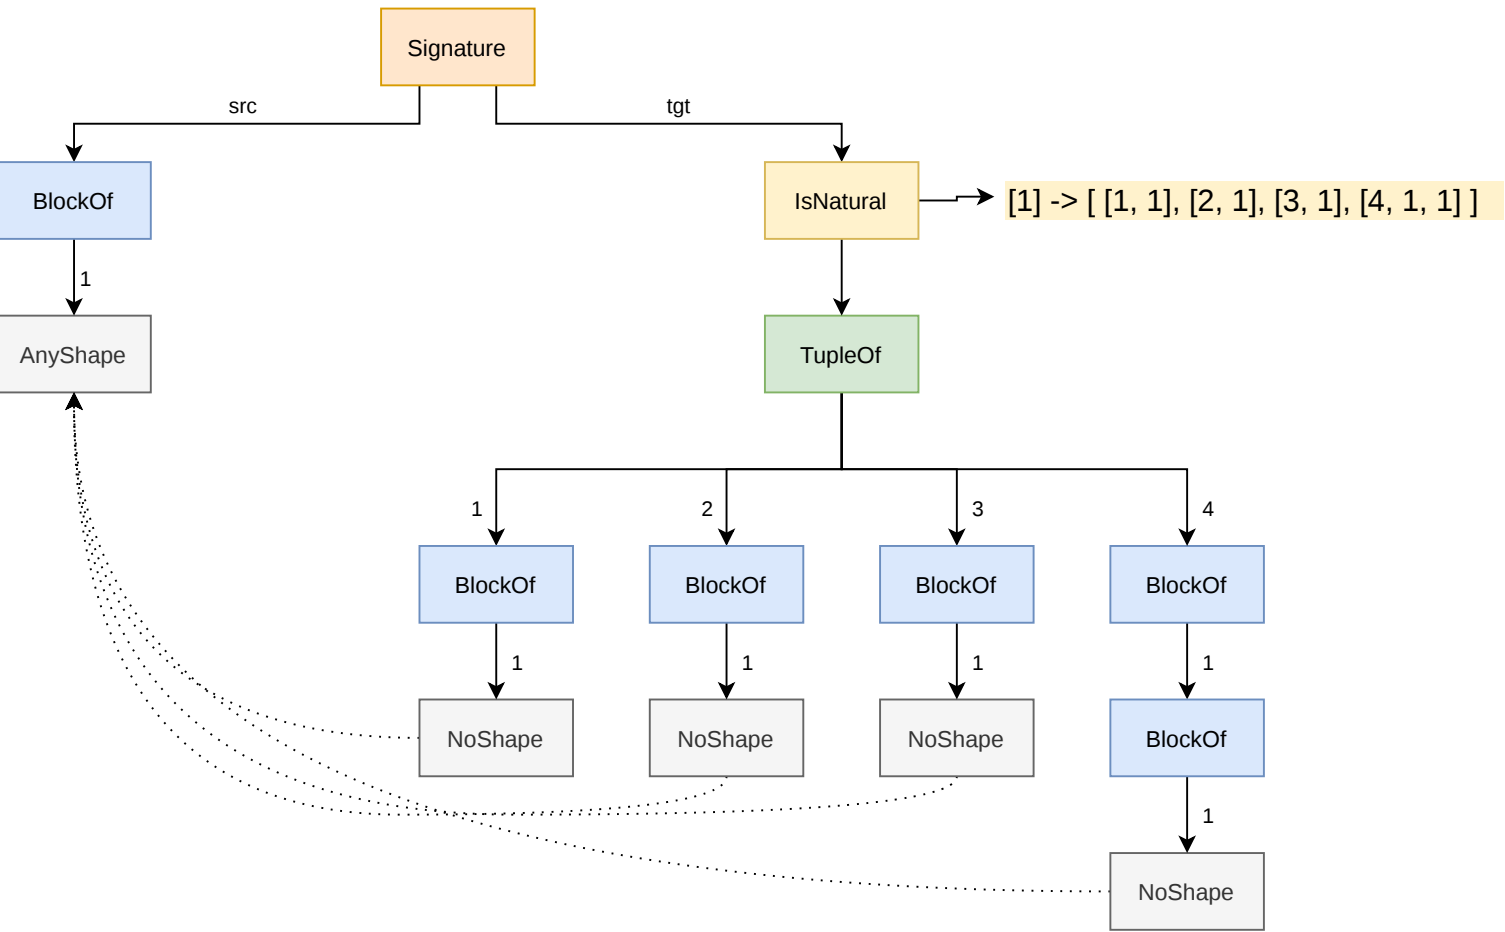 Signature
src
tgt
BlockOf
IsNatural
[1] -> [ [1, 1], [2, 1], [3, 1], [4, 1, 1] ]
1
AnyShape
TupleOf
1
2
3
4
BlockOf
BlockOf
BlockOf
BlockOf
1
1
1
1
NoShape
NoShape
NoShape
BlockOf
1
NoShape